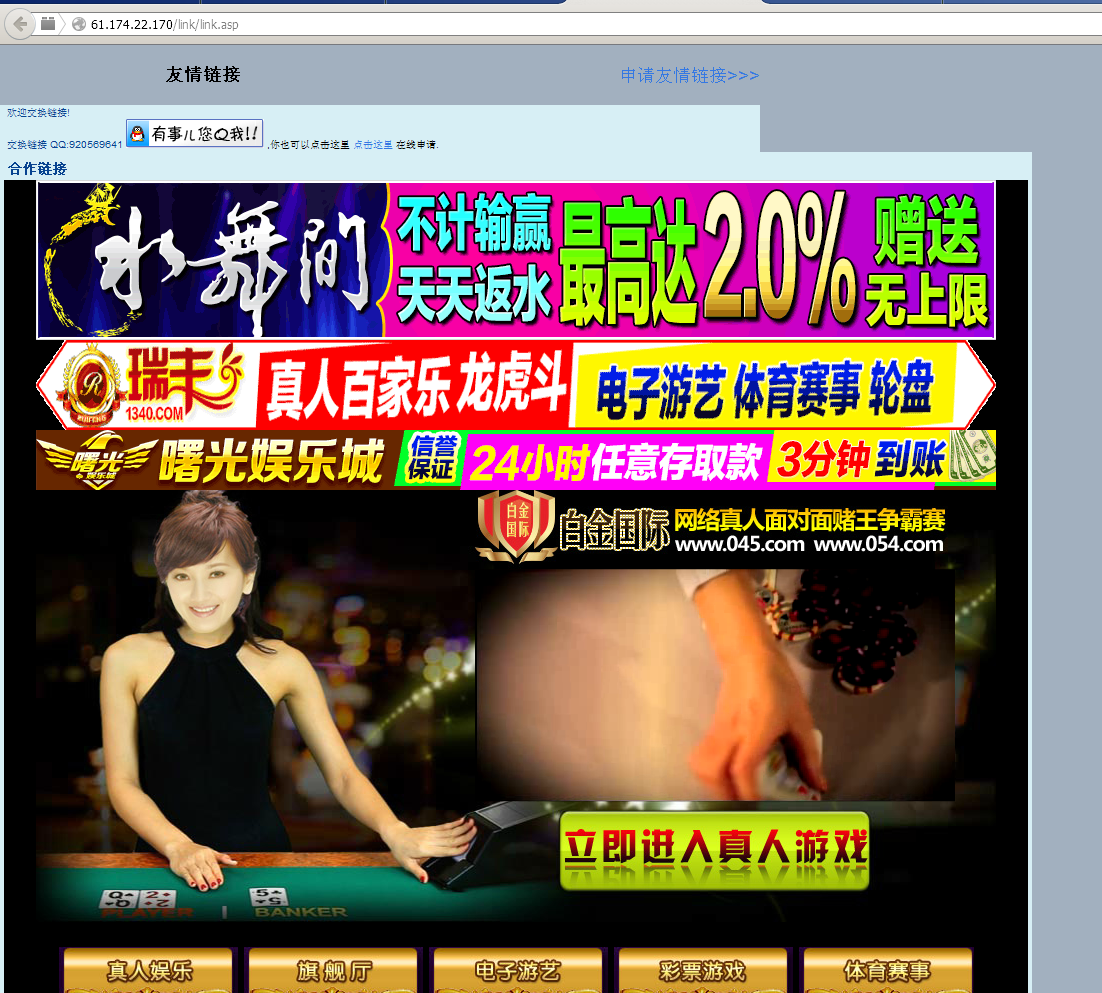 61.174.22.170/link/link.asp
友情链接
申请友情链接>>>
欢迎交换链接!
交换链接 QQ:920569641 有事儿您Q我!! ,你也可以点击这里 点击这里 在线申请.
合作链接
水舞间
不计输赢
天天返水
最高达
最高达
2.0%
赠送
无上限
R
瑞丰
1340.COM
真人百家乐 龙虎斗
电子游艺 体育赛事 轮盘
曙光
娱乐城
曙光娱乐城
信誉
保证
24小时任意存取款
3分钟到账
白金
国际
白金国际
网络真人面对面赌王争霸赛
www.045.com www.054.com
Q 2 5
PLAYER | BANKER
立即进入真人游戏
真人娱乐
旗舰厅
电子游艺
彩票游戏
体育赛事